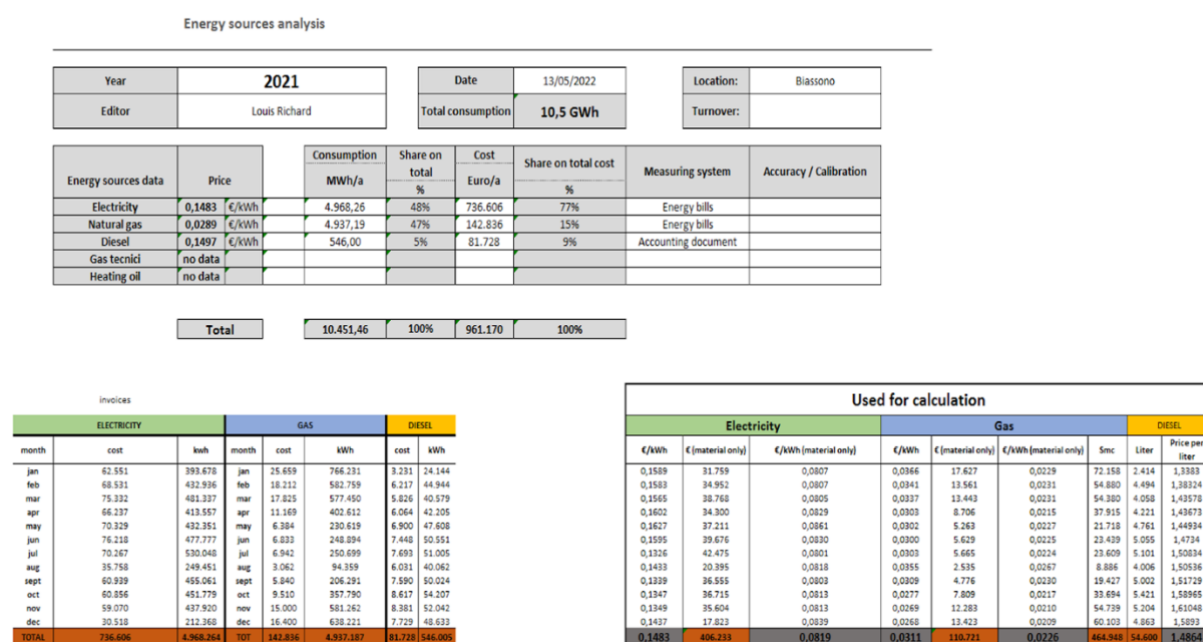 Energy sources analysis
Year 2021 Date 13/05/2022 Location: Biassono
Editor Louis Richard Total consumption 10,5 GWh Turnover:
Energy sources data Price Consumption Share on total Cost Share on total cost Measuring system Accuracy / Calibration
MWh/a % Euro/a %
Electricity 0,1483 €/kWh 4.968,26 48% 736.606 77% Energy bills
Natural gas 0,0289 €/kWh 4.937,19 47% 142.836 15% Energy bills
Diesel 0,1497 €/kWh 546,00 5% 81.728 9% Accounting document
Gas tecnici no data
Heating oil no data
Total 10.451,46 100% 961.170 100%
invoices Used for calculation
ELECTRICITY GAS DIESEL Electricity Gas DIESEL
month cost kwh month cost kWh cost kWh €/kWh € (material only) €/kWh (material only) €/kWh € (material only) €/kWh (material only) Smc Liter Price per liter
jan 62.551 393.678 jan 25.659 766.231 3.231 24.144 0,1589 31.759 0,0807 0,0366 17.627 0,0229 72.158 2.414 1,3383
feb 68.531 432.936 feb 18.212 582.759 6.217 44.944 0,1583 34.952 0,0807 0,0341 13.561 0,0231 54.880 4.494 1,38324
mar 75.332 481.337 mar 17.825 577.450 5.826 40.579 0,1565 38.768 0,0805 0,0337 13.443 0,0231 54.380 4.058 1,43578
apr 66.237 413.557 apr 11.169 402.612 6.064 42.205 0,1602 34.300 0,0829 0,0303 8.706 0,0215 37.915 4.221 1,43673
may 70.329 432.351 may 6.384 230.619 6.900 47.608 0,1627 37.211 0,0861 0,0302 5.263 0,0227 21.718 4.761 1,44934
jun 76.218 477.777 jun 6.833 248.894 7.448 50.551 0,1595 39.676 0,0830 0,0300 5.629 0,0225 23.439 5.055 1,4734
jul 70.267 530.048 jul 6.942 250.699 7.693 51.005 0,1326 42.475 0,0801 0,0303 5.665 0,0224 23.609 5.101 1,50834
aug 35.758 249.451 aug 3.062 94.359 6.031 40.062 0,1433 20.395 0,0818 0,0355 2.535 0,0267 8.886 4.006 1,50536
sept 60.939 455.061 sept 5.840 206.291 7.590 50.024 0,1339 36.555 0,0803 0,0309 4.776 0,0230 19.427 5.002 1,51729
oct 60.856 451.779 oct 9.510 357.790 8.617 54.207 0,1347 36.715 0,0813 0,0277 7.809 0,0217 33.694 5.421 1,58965
nov 59.070 437.920 nov 15.000 581.262 8.381 52.042 0,1349 35.604 0,0813 0,0269 12.283 0,0210 54.739 5.204 1,61048
dec 30.518 212.368 dec 16.400 638.221 7.729 48.633 0,1437 17.823 0,0839 0,0268 13.423 0,0209 60.103 4.863 1,5893
TOTAL 736.606 4.968.264 TOT 142.836 4.937.187 81.728 546.005 0,1483 406.233 0,0819 0,0311 110.721 0,0226 464.948 54.600 1,4864